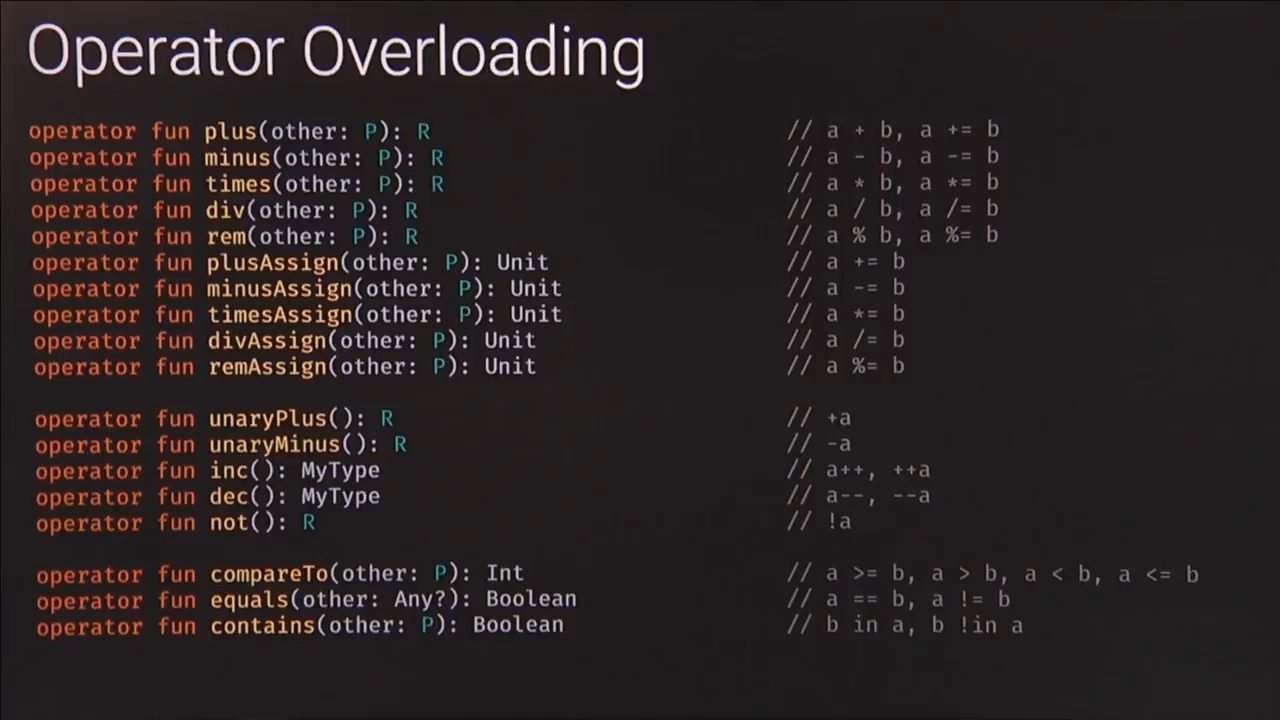 Operator Overloading
operator fun plus(other: P): R // a + b, a += b
operator fun minus(other: P): R // a - b, a -= b
operator fun times(other: P): R // a * b, a *= b
operator fun div(other: P): R // a / b, a /= b
operator fun rem(other: P): R // a % b, a %= b
operator fun plusAssign(other: P): Unit // a += b
operator fun minusAssign(other: P): Unit // a -= b
operator fun timesAssign(other: P): Unit // a *= b
operator fun divAssign(other: P): Unit // a /= b
operator fun remAssign(other: P): Unit // a %= b
operator fun unaryPlus(): R // +a
operator fun unaryMinus(): R // -a
operator fun inc(): MyType // a++, ++a
operator fun dec(): MyType // a--, --a
operator fun not(): R // !a
operator fun compareTo(other: P): Int // a >= b, a > b, a < b, a <= b
operator fun equals(other: Any?): Boolean // a == b, a != b
operator fun contains(other: P): Boolean // b in a, b !in a